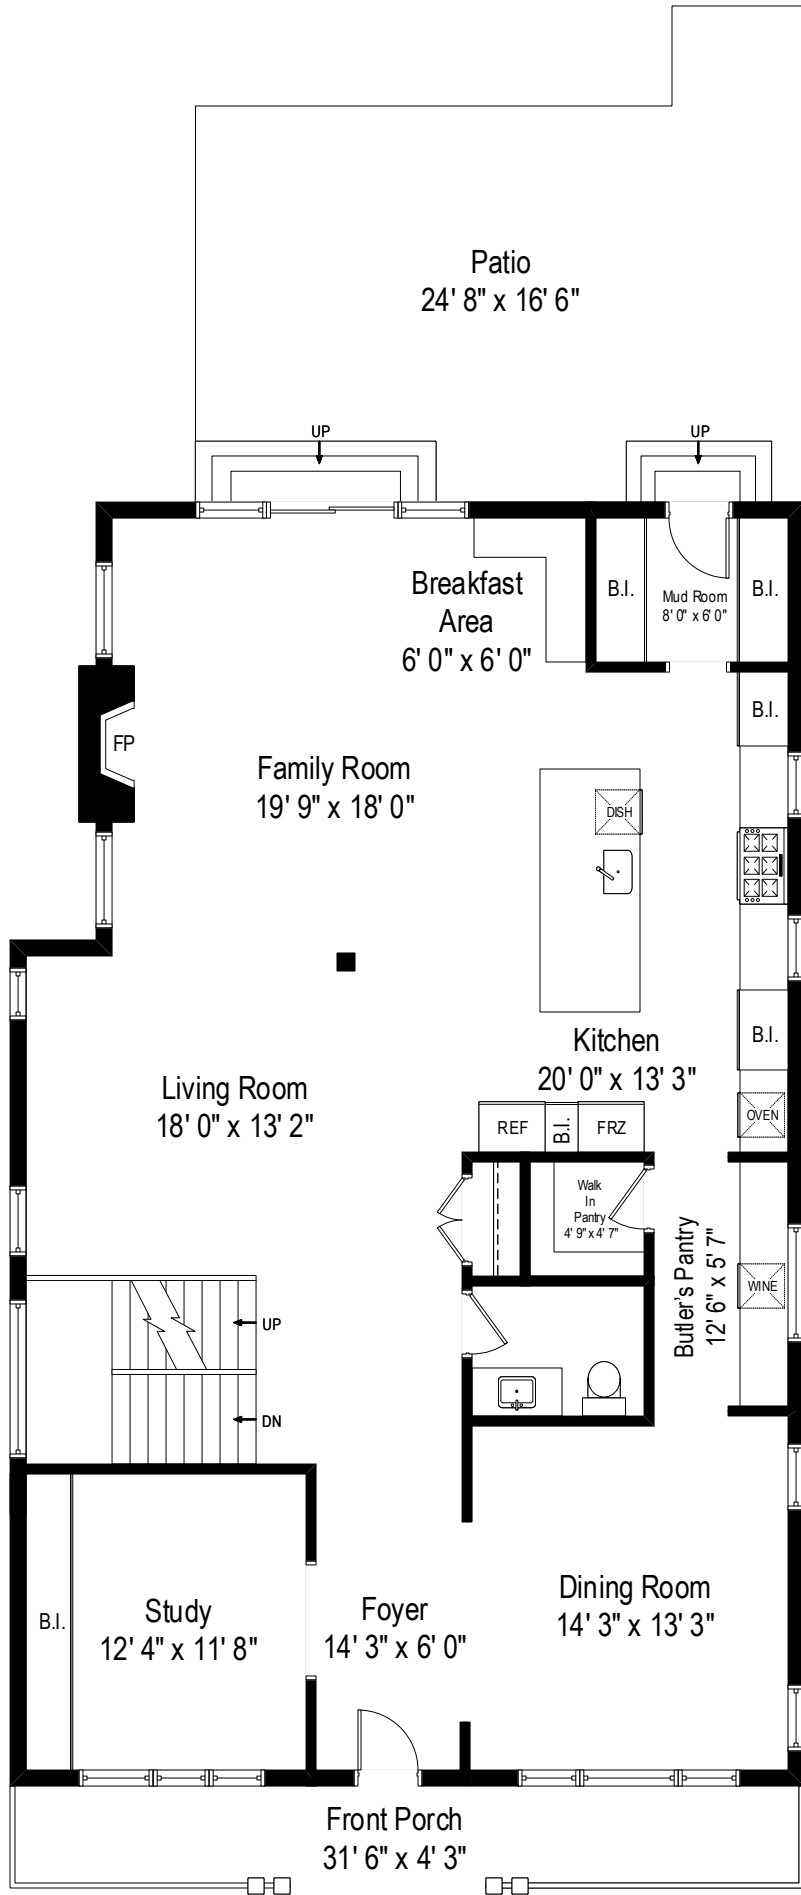 Patio
24' 8" x 16' 6"
UP
UP
Breakfast
Area
6' 0" x 6' 0"
B.I.
Mud Room
8' 0" x 6' 0"
B.I.
B.I.
FP
Family Room
19' 9" x 18' 0"
DISH
Kitchen
20' 0" x 13' 3"
B.I.
Living Room
18' 0" x 13' 2"
REF
B.I.
FRZ
OVEN
Walk
In
Pantry
4' 9" x 4' 7"
Butler's Pantry
12' 6" x 5' 7"
WINE
UP
DN
B.I.
Study
12' 4" x 11' 8"
Foyer
14' 3" x 6' 0"
Dining Room
14' 3" x 13' 3"
Front Porch
31' 6" x 4' 3"